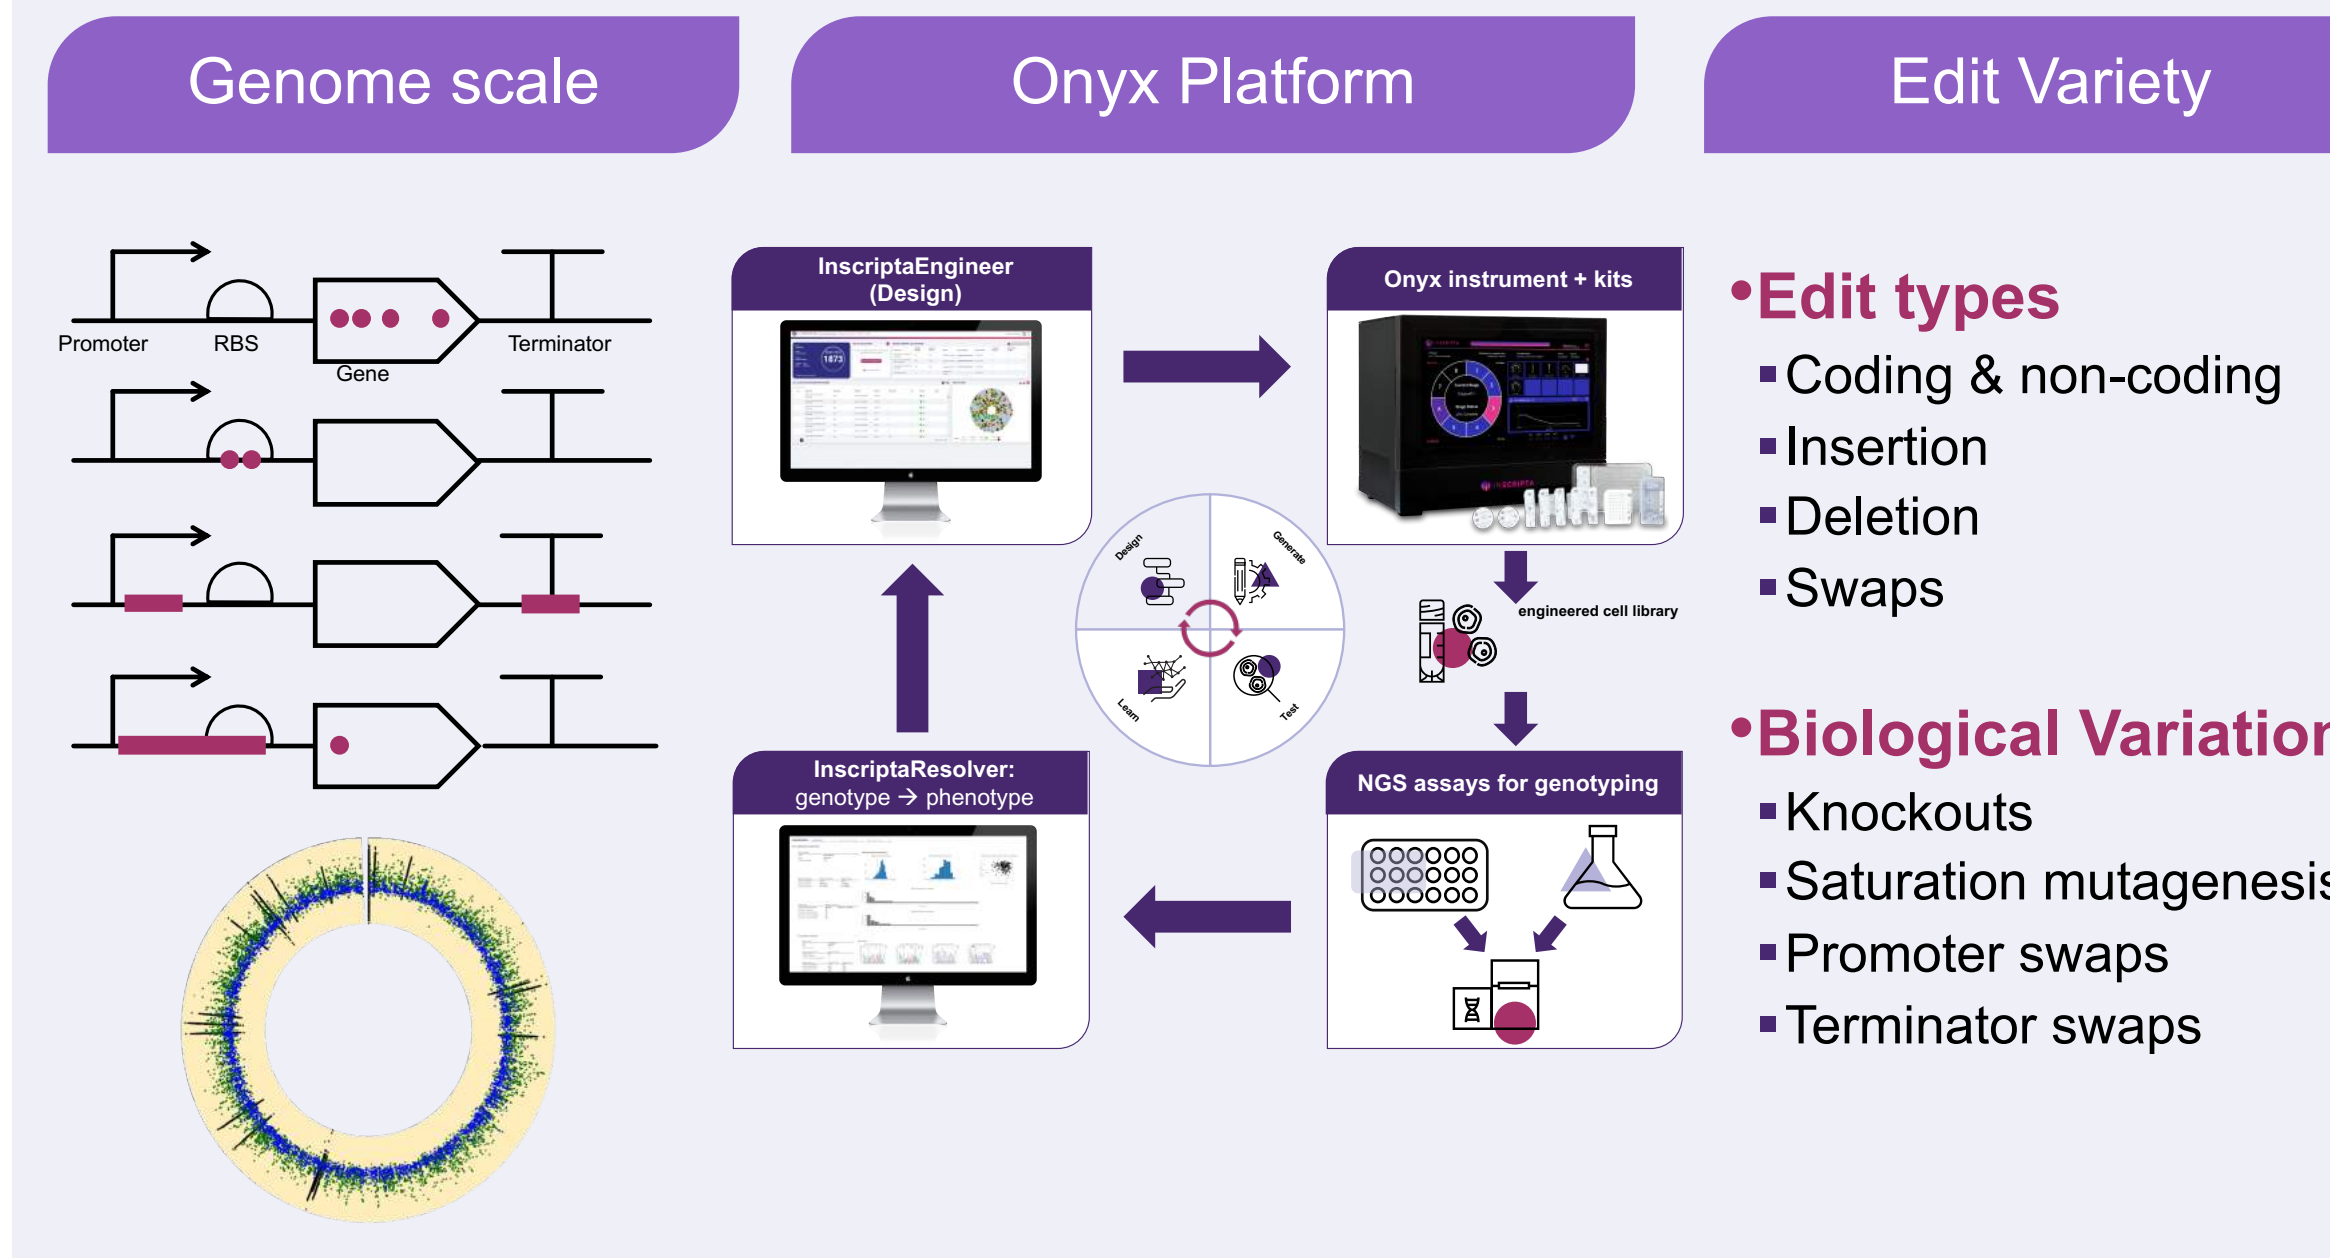 Genome scale
Onyx Platform
Edit Variety
Promoter
RBS
Gene
Terminator
InscriptaEngineer
(Design)
1873
Onyx instrument + kits
INSCRIPTA
Design
Generate
Learn
Test
engineered cell library
InscriptaResolver:
genotype → phenotype
NGS assays for genotyping
•Edit types
▪Coding & non-coding
▪Insertion
▪Deletion
▪Swaps
•Biological Variation
▪Knockouts
▪Saturation mutagenesis
▪Promoter swaps
▪Terminator swaps